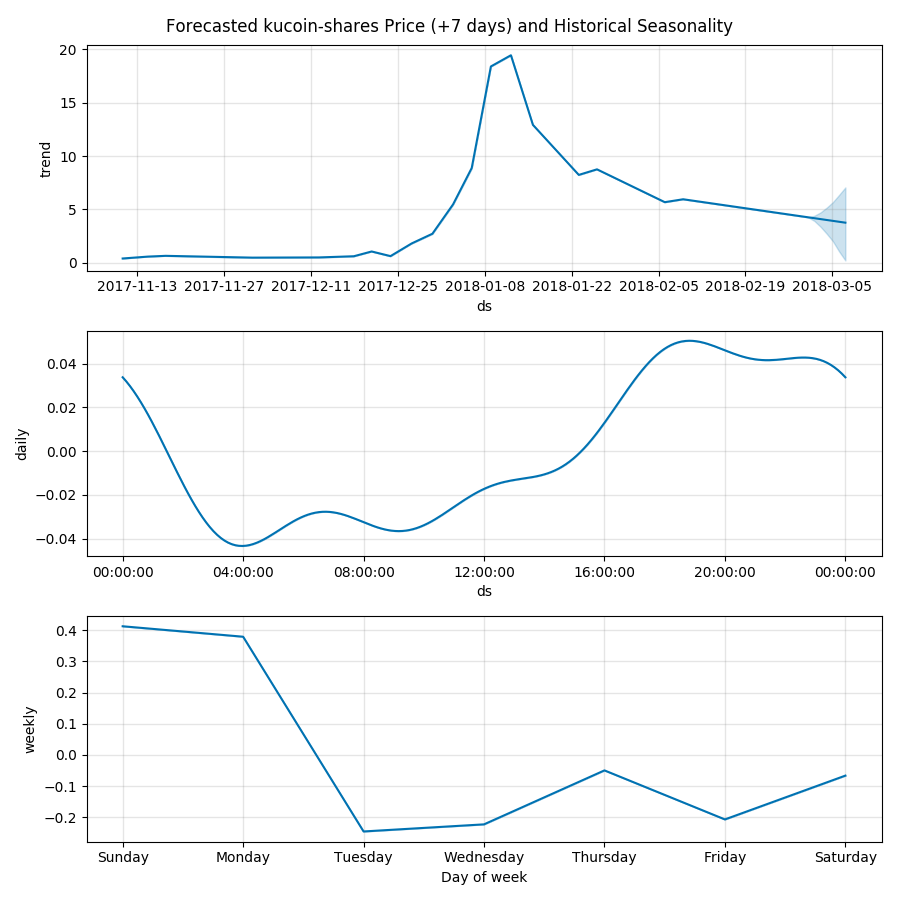 Forecasted kucoin-shares Price (+7 days) and Historical Seasonality
trend
20
15
10
5
0
2017-11-13 2017-11-27 2017-12-11 2017-12-25 2018-01-08 2018-01-22 2018-02-05 2018-02-19 2018-03-05
ds
daily
0.04
0.02
0.00
−0.02
−0.04
00:00:00 04:00:00 08:00:00 12:00:00 16:00:00 20:00:00 00:00:00
ds
weekly
0.4
0.3
0.2
0.1
0.0
−0.1
−0.2
Sunday Monday Tuesday Wednesday Thursday Friday Saturday
Day of week